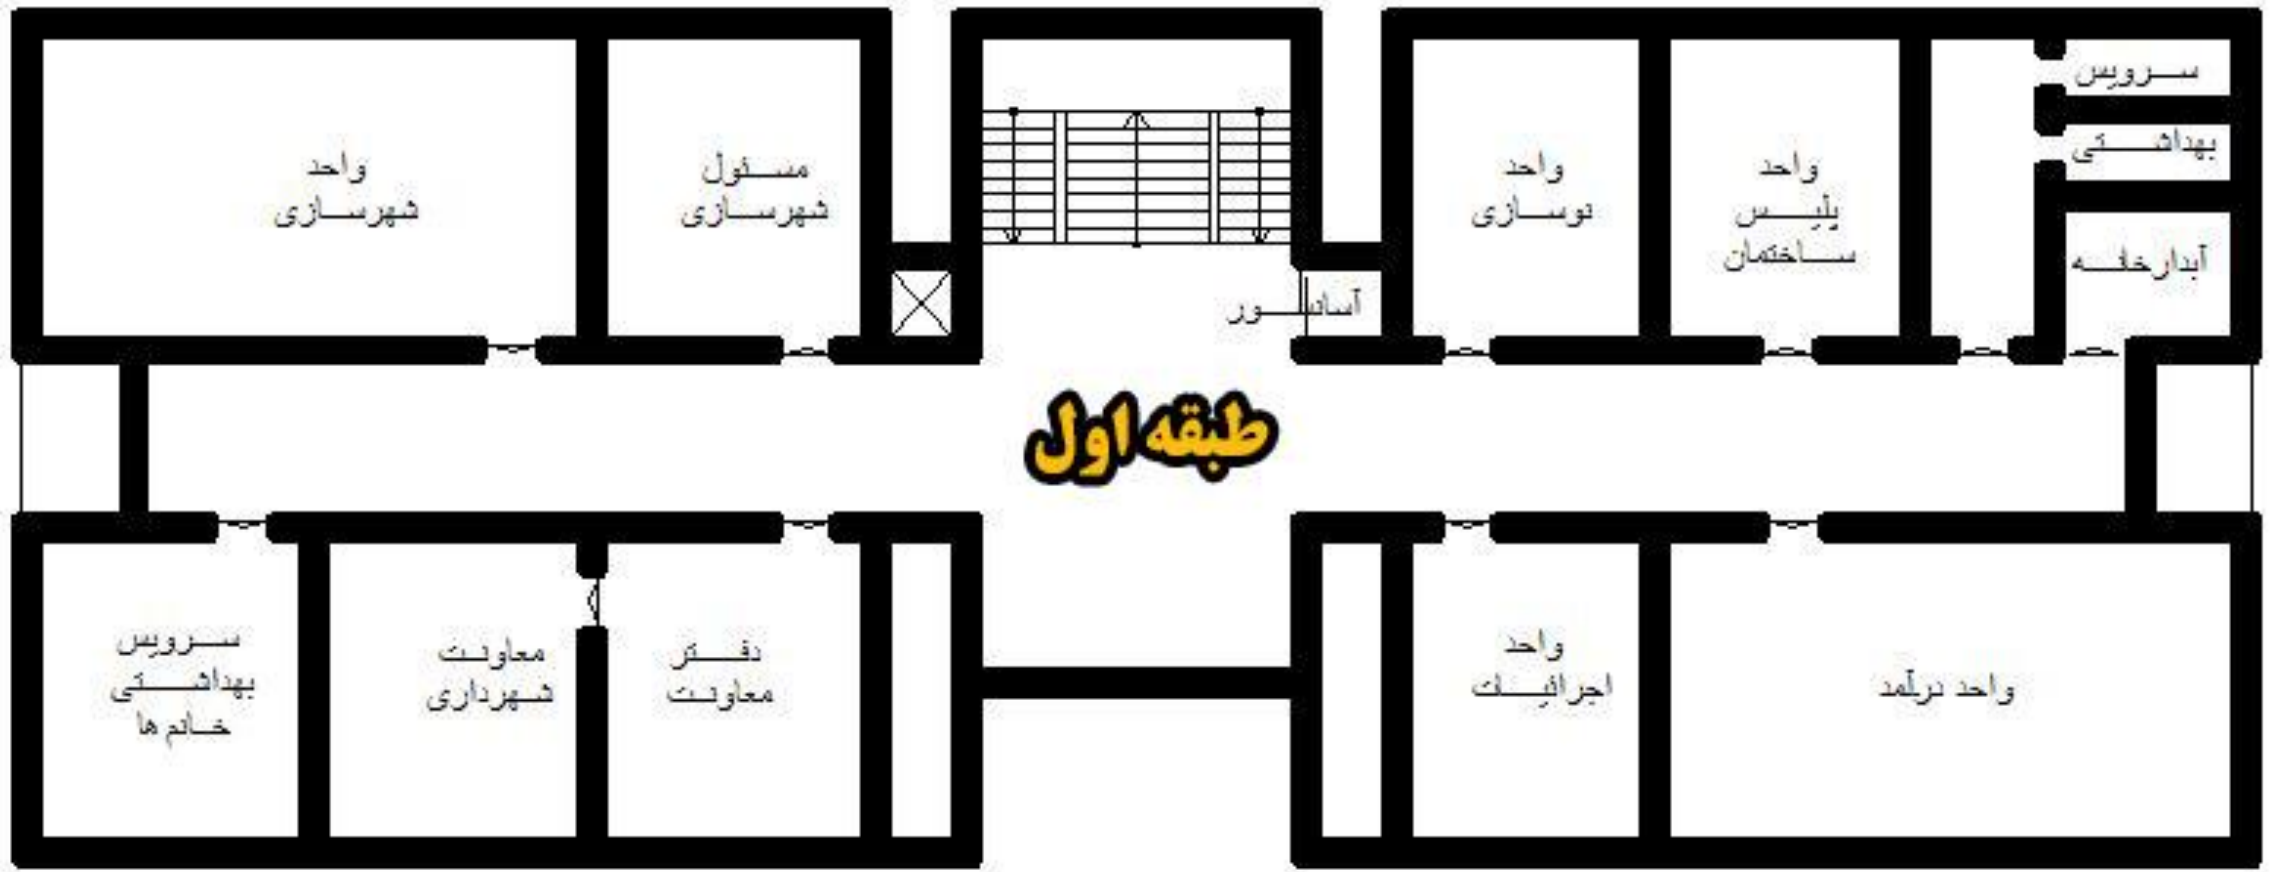 سرویس
بهداشتی
آبدارخانه
واحد
پلیس
ساختمان
واحد
نوسازی
آسانسور
مسئول
شهرسازی
واحد
شهرسازی
طبقه اول
واحد درآمد
واحد
اجرائیات
دفتر
معاونت
معاونت
شهرداری
سرویس
بهداشتی
خانم ها